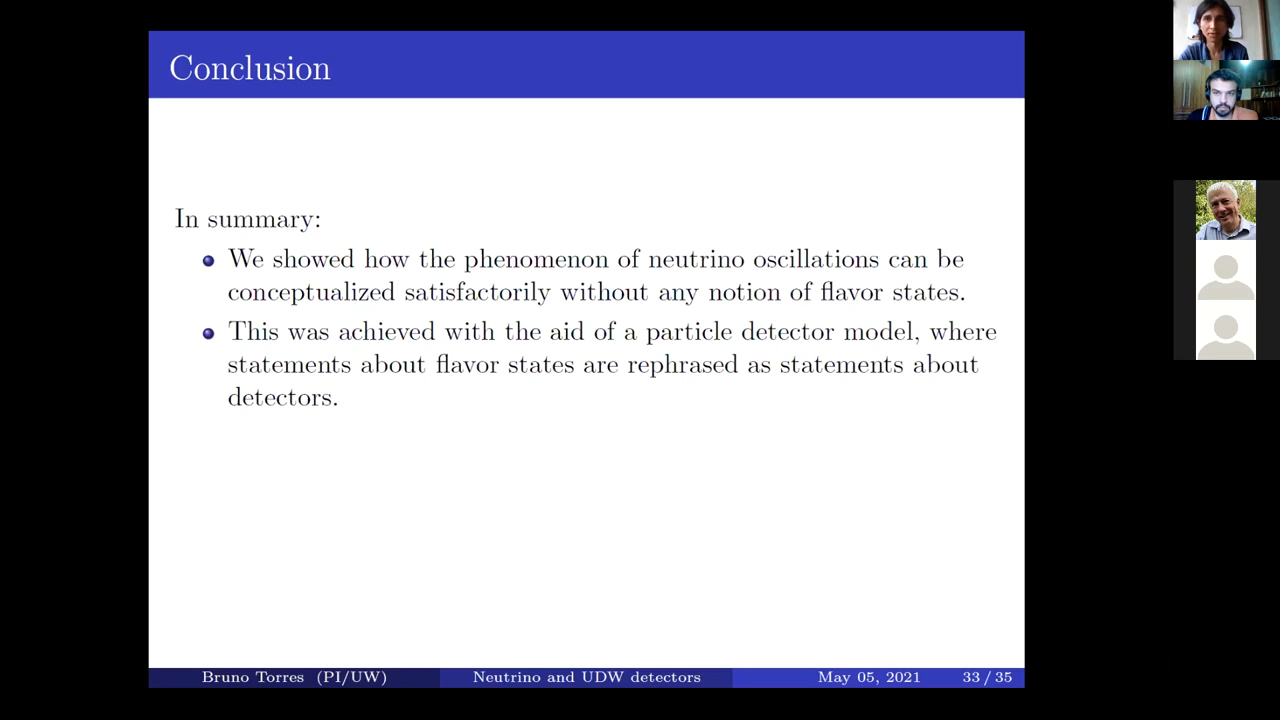 Conclusion
In summary:
We showed how the phenomenon of neutrino oscillations can be
conceptualized satisfactorily without any notion of flavor states.
This was achieved with the aid of a particle detector model, where
statements about flavor states are rephrased as statements about
detectors.
Bruno Torres (PI/UW) Neutrino and UDW detectors May 05, 2021 33 / 35